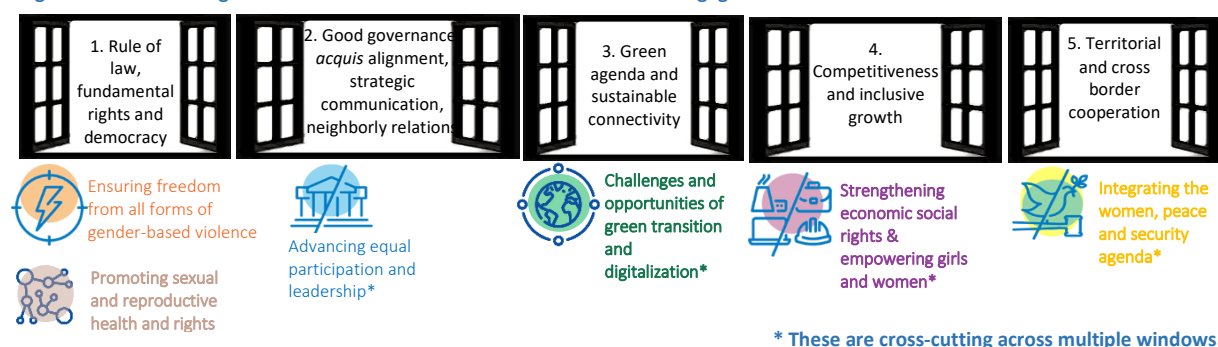 1. Rule of
law,
fundamental
rights and
democracy
2. Good governance
acquis alignment,
strategic
communication,
neighborly relations
3. Green
agenda and
sustainable
connectivity
4.
Competitiveness
and inclusive
growth
5. Territorial
and cross
border
cooperation
Ensuring freedom
from all forms of
gender-based violence
Promoting sexual
and reproductive
health and rights
Advancing equal
participation and
leadership*
Challenges and
opportunities of
green transition
and
digitalization*
Strengthening
economic social
rights &
empowering girls
and women*
Integrating the
women, peace
and security
agenda*
* These are cross-cutting across multiple windows